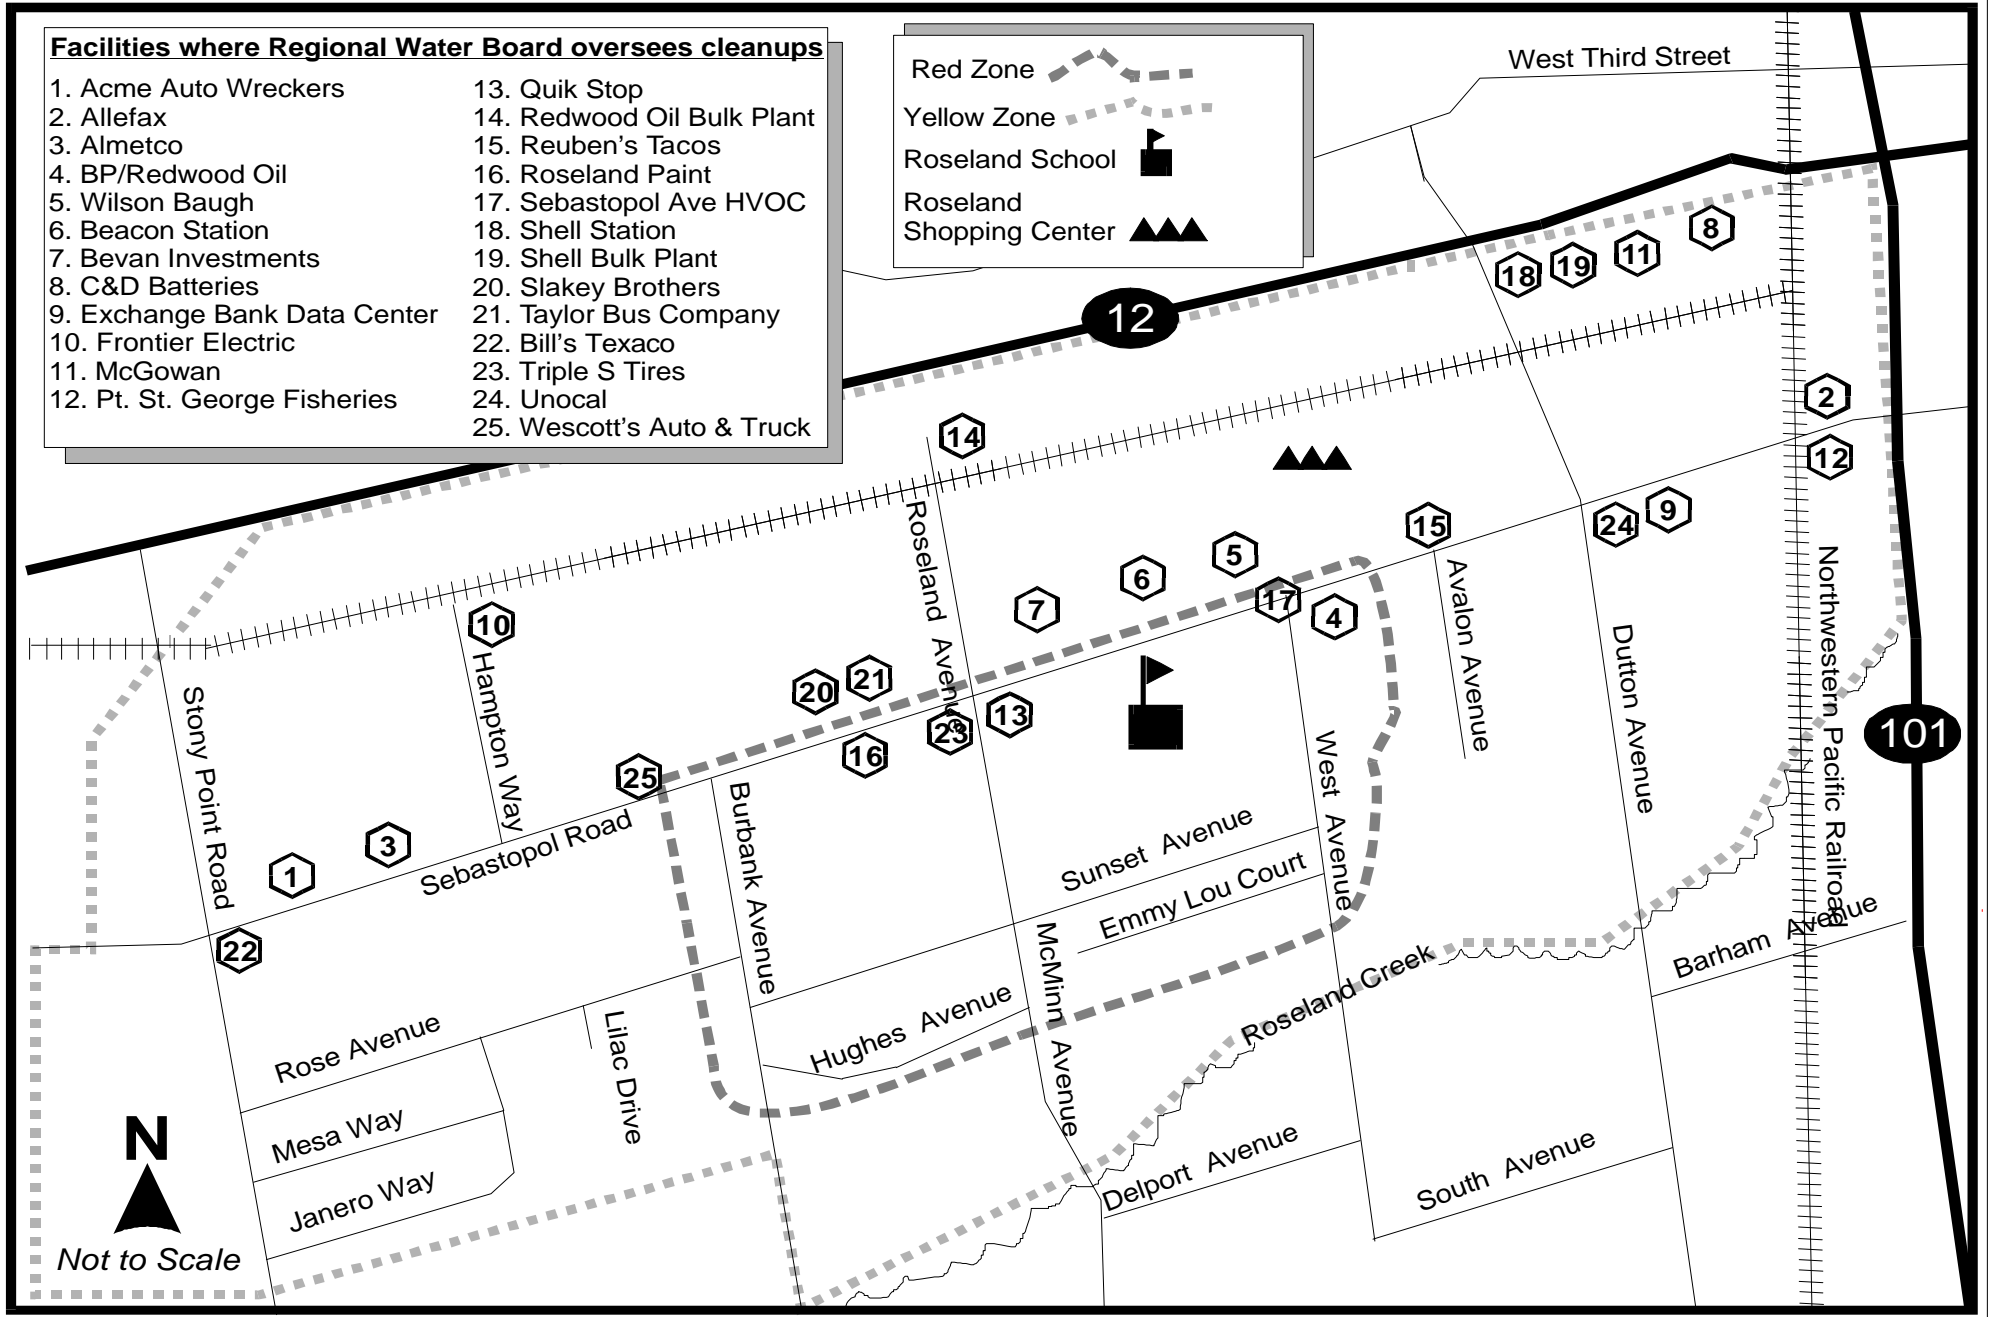 Facilities where Regional Water Board oversees cleanups
1. Acme Auto Wreckers
2. Allefax
3. Almetco
4. BP/Redwood Oil
5. Wilson Baugh
6. Beacon Station
7. Bevan Investments
8. C&D Batteries
9. Exchange Bank Data Center
10. Frontier Electric
11. McGowan
12. Pt. St. George Fisheries
13. Quik Stop
14. Redwood Oil Bulk Plant
15. Reuben's Tacos
16. Roseland Paint
17. Sebastopol Ave HVOC
18. Shell Station
19. Shell Bulk Plant
20. Slakey Brothers
21. Taylor Bus Company
22. Bill's Texaco
23. Triple S Tires
24. Unocal
25. Wescott's Auto & Truck
Red Zone
Yellow Zone
Roseland School
Roseland
Shopping Center
West Third Street
8
11
19
18
12
2
14
12
9
24
15
5
6
7
17
4
10
21
20
13
23
16
25
3
1
22
101
Roseland Avenue
Hampton Way
Stony Point Road
Sebastopol Road
Burbank Avenue
Avalon Avenue
Dutton Avenue
Northwestern Pacific Railroad
West Avenue
Sunset Avenue
Emmy Lou Court
McMinn Avenue
Hughes Avenue
Roseland Creek
Barham Avenue
Rose Avenue
Lilac Drive
Mesa Way
Janero Way
Delport Avenue
South Avenue
N
Not to Scale